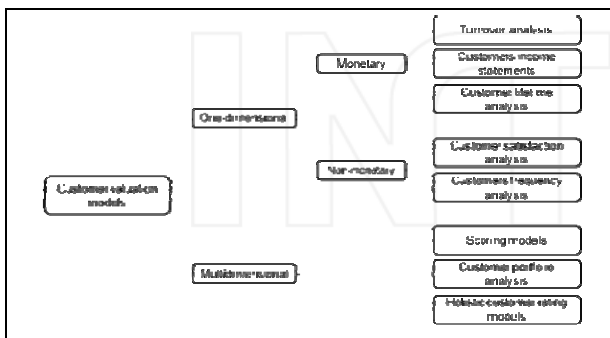 Turnover analysis
Monetary
Customers income
statements
Customer lifetime
analysis
One-dimensional
Customer satisfaction
analysis
Non-monetary
Customers frequency
analysis
Customer valuation
models
Scoring models
Multidimensional
Customer portfolio
analysis
Holistic customer rating
models
INT